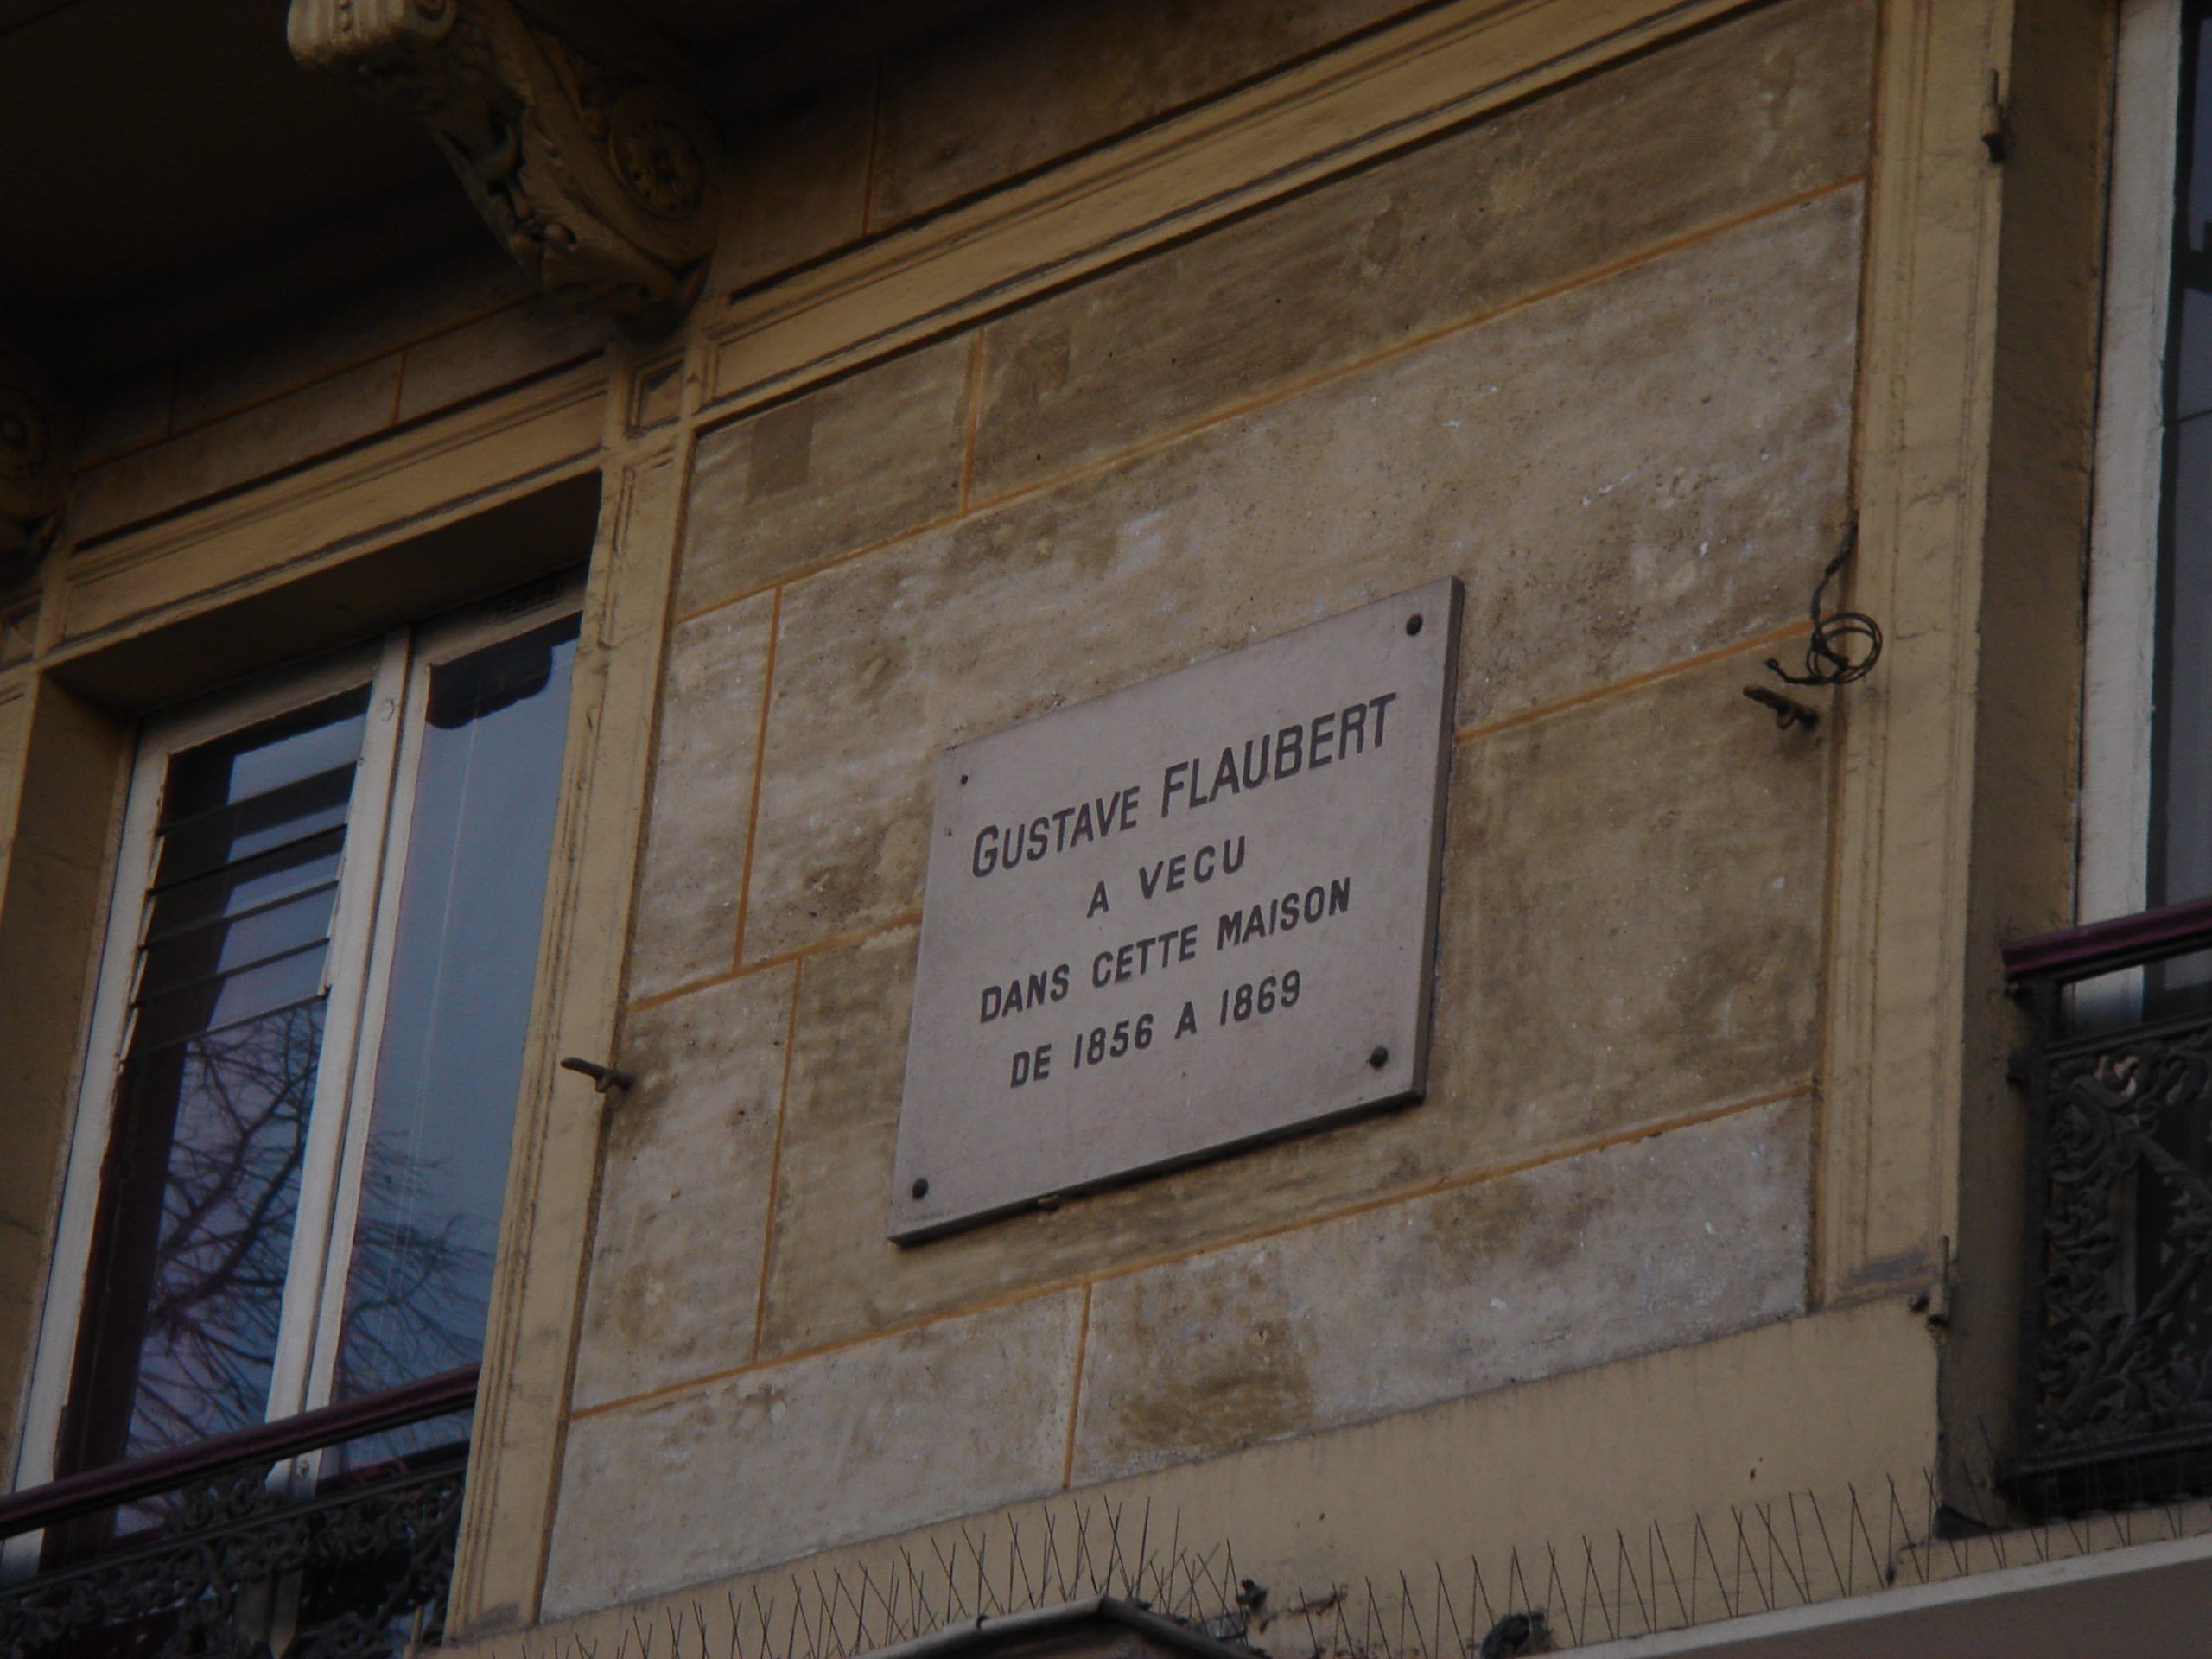 GUSTAVE FLAUBERT
A VECU
DANS CETTE MAISON
DE 1856 A 1869